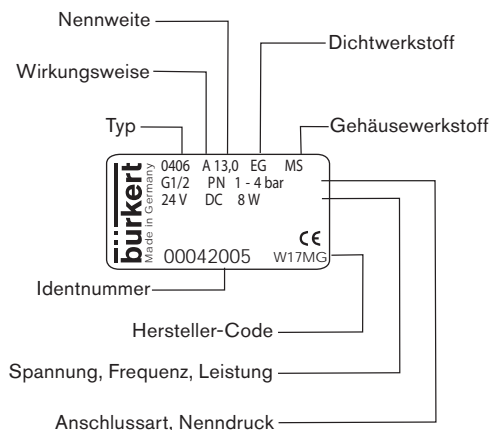 Nennweite
Dichtwerkstoff
Wirkungsweise
Typ
Gehäusewerkstoff
bürkert
Made in Germany
0406 A 13,0 EG MS
G1/2 PN 1 - 4 bar
24 V DC 8 W
CE
00042005 W17MG
Identnummer
Hersteller-Code
Spannung, Frequenz, Leistung
Anschlussart, Nenndruck